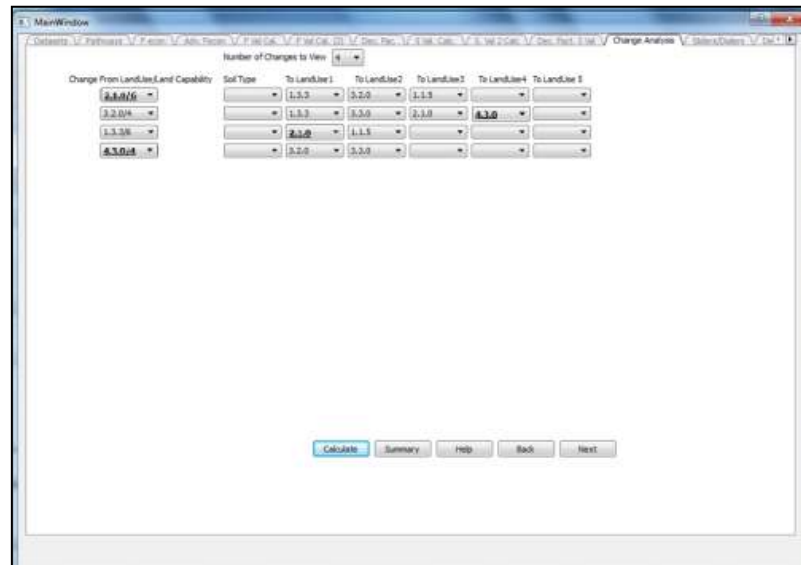 MainWindow
Datasets Pathways Change Analysis
Number of Changes to View 4
Change From LandUse/Land Capability Soil Type To LandUse1 To LandUse2 To LandUse3 To LandUse4 To LandUse 5
2.1.0/6 1.3.3 3.2.0 1.1.5
3.2.0/4 1.3.3 3.3.0 2.1.0 4.3.0
1.3.3/6 2.1.0 1.1.5
4.3.0/4 3.2.0 3.3.0
Calculate Summary Help Back Next